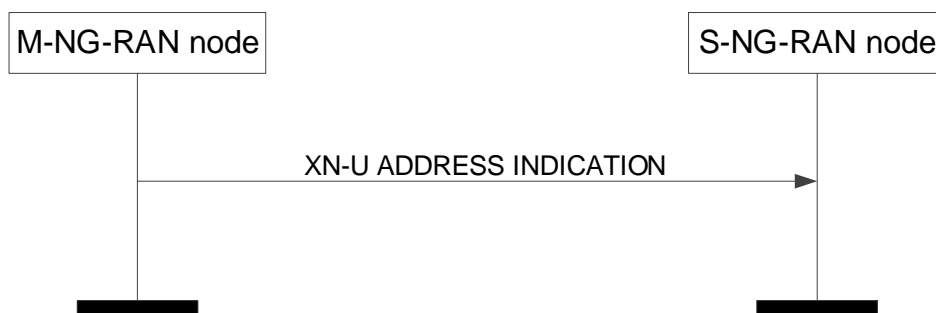 M-NG-RAN node
S-NG-RAN node
XN-U ADDRESS INDICATION